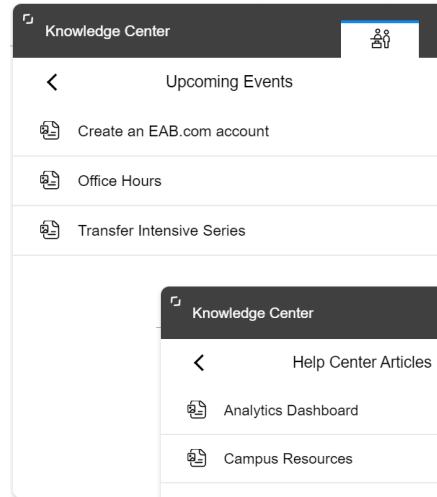 Knowledge Center
Upcoming Events
Create an EAB.com account
Office Hours
Transfer Intensive Series
Knowledge Center
Help Center Articles
Analytics Dashboard
Campus Resources